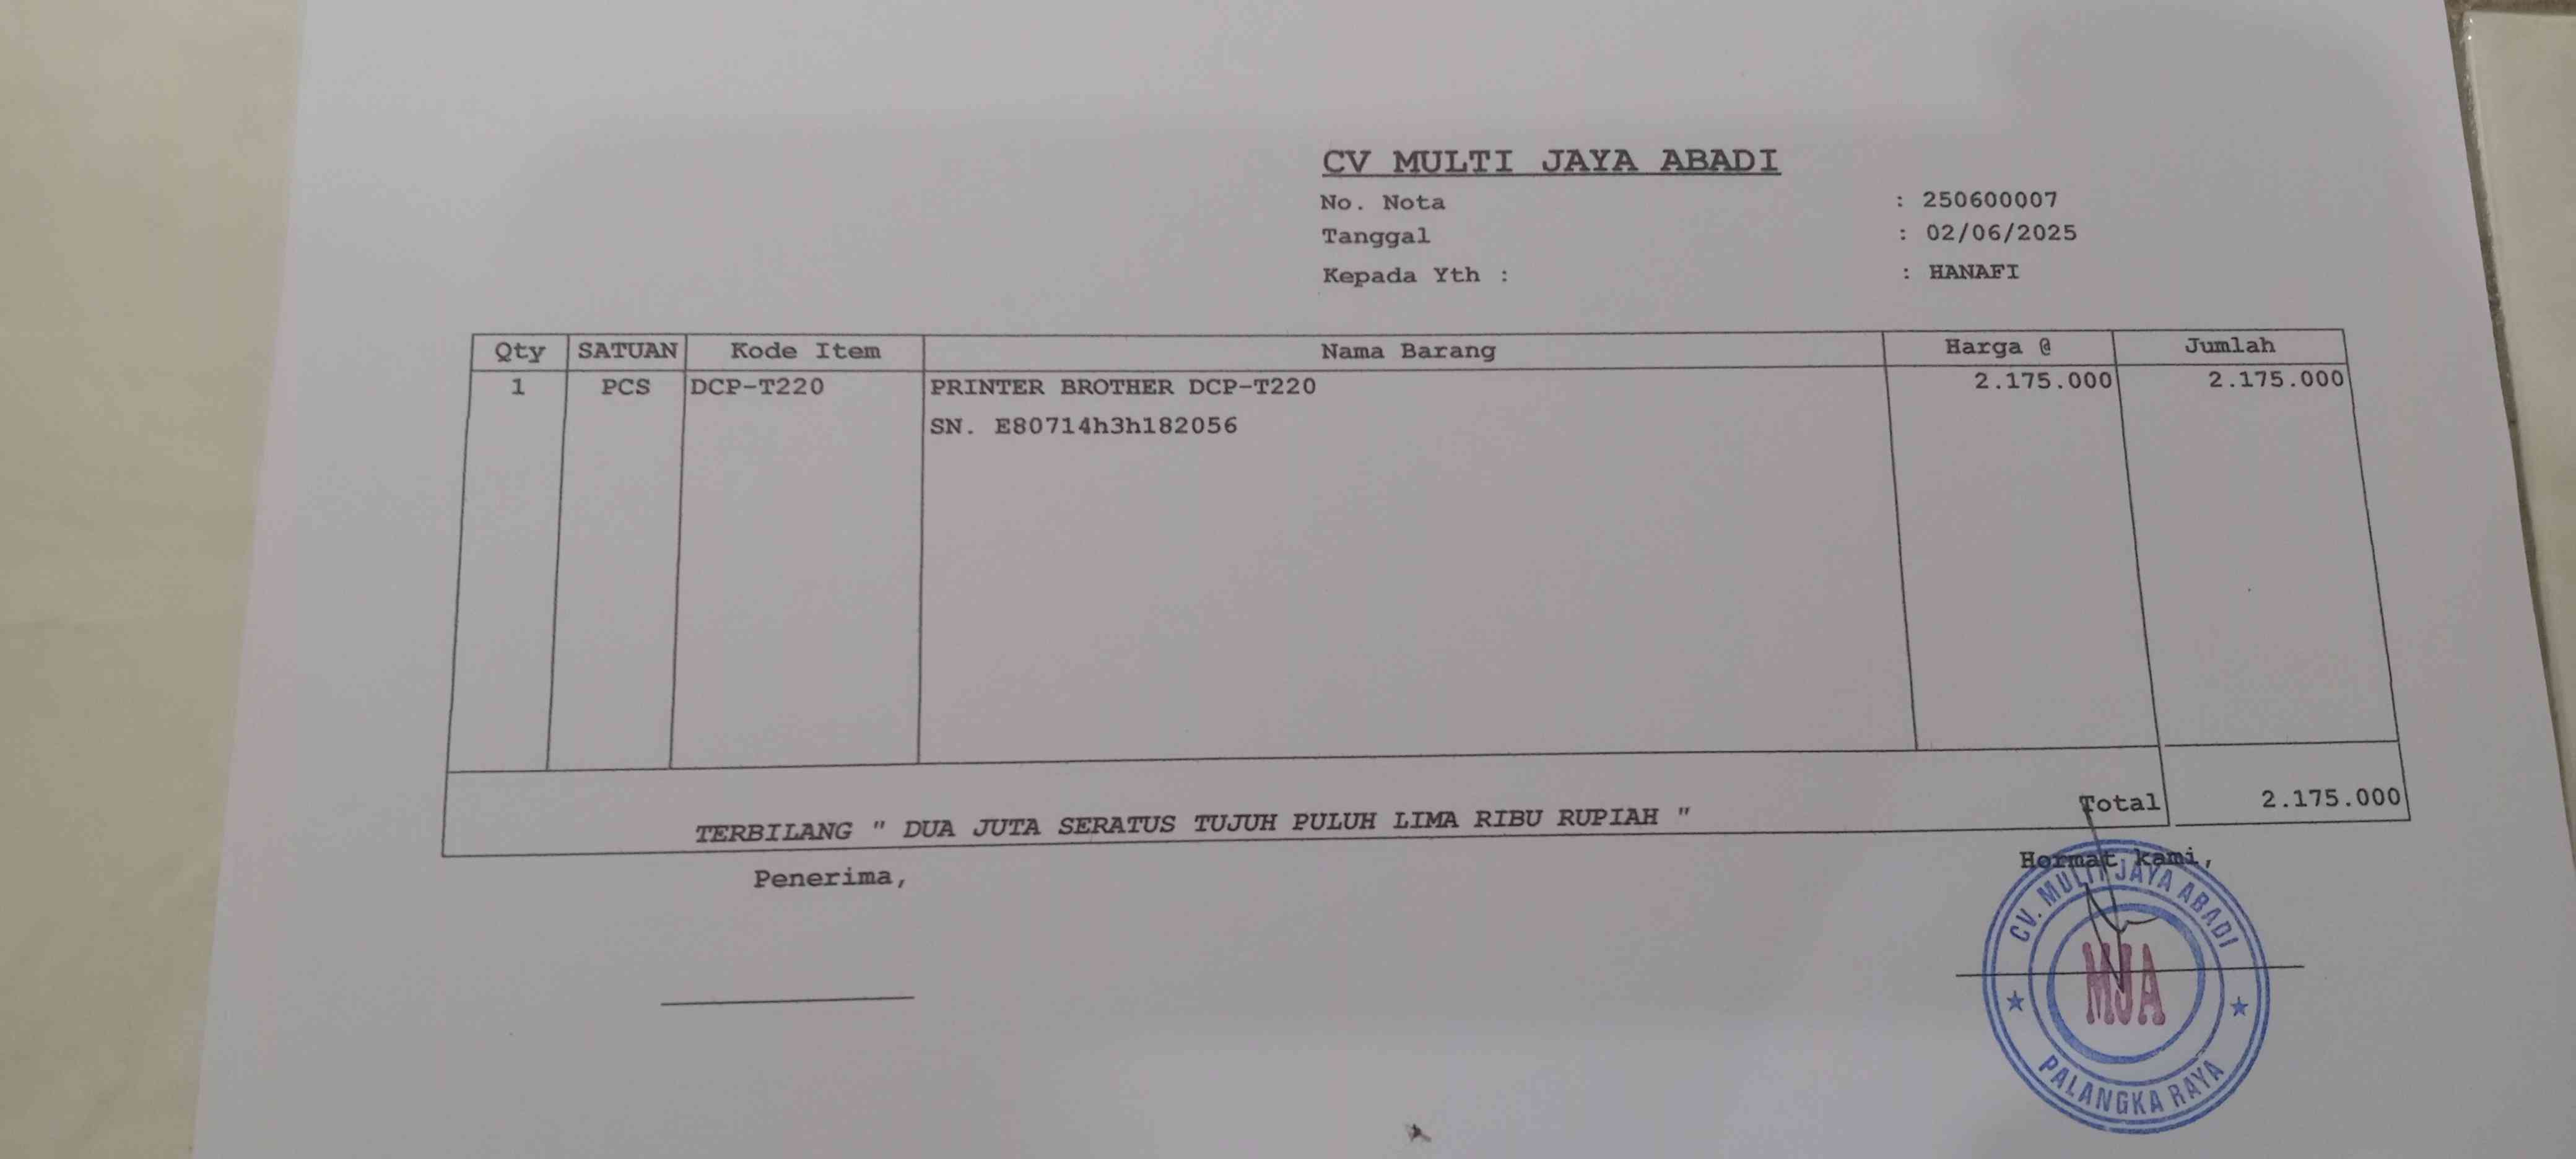 CV MULTI JAYA ABADI
No. Nota : 250600007
Tanggal : 02/06/2025
Kepada Yth : : HANAFI
Qty SATUAN Kode Item Nama Barang Harga @ Jumlah
1 PCS DCP-T220 PRINTER BROTHER DCP-T220 2.175.000 2.175.000
SN. E80714h3h182056
TERBILANG " DUA JUTA SERATUS TUJUH PULUH LIMA RIBU RUPIAH " Total 2.175.000
Penerima, Hormat kami,
CV. MULTI JAYA ABADI
MJA
PALANGKA RAYA